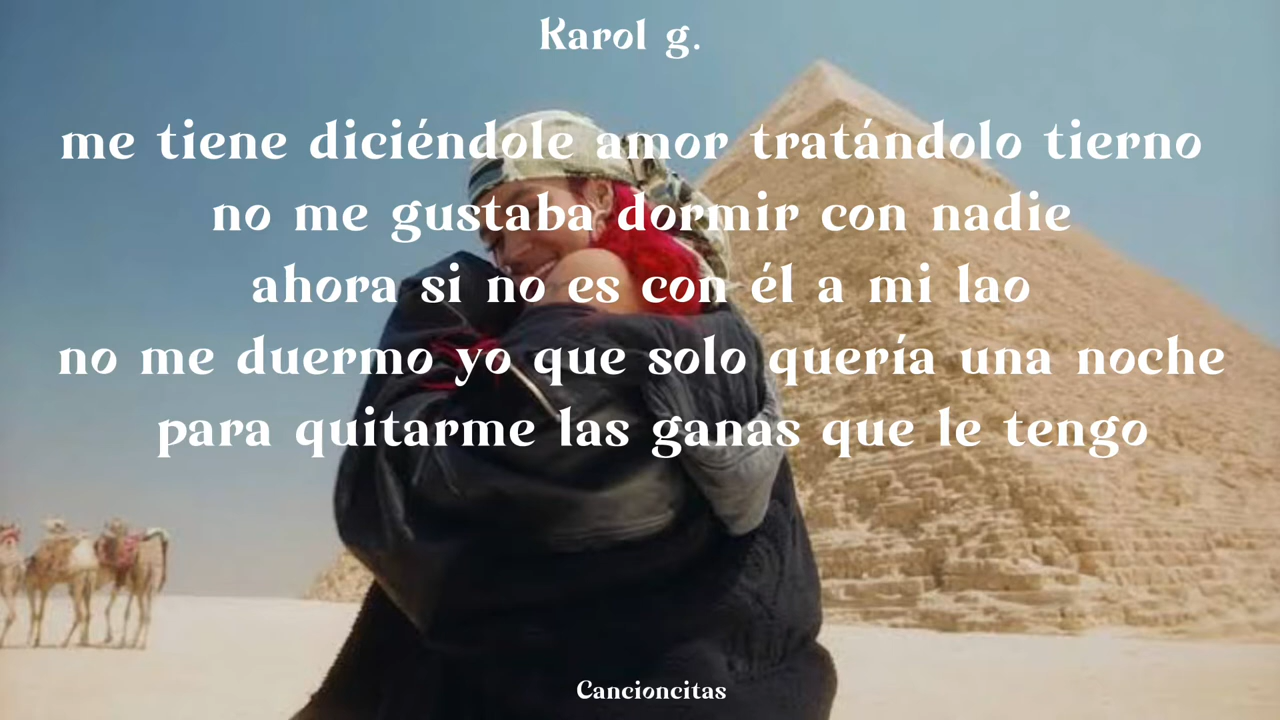 Karol g.
me tiene diciéndole amor tratándolo tierno
no me gustaba dormir con nadie
ahora si no es con él a mi lao
no me duermo yo que solo quería una noche
para quitarme las ganas que le tengo
Cancioncitas